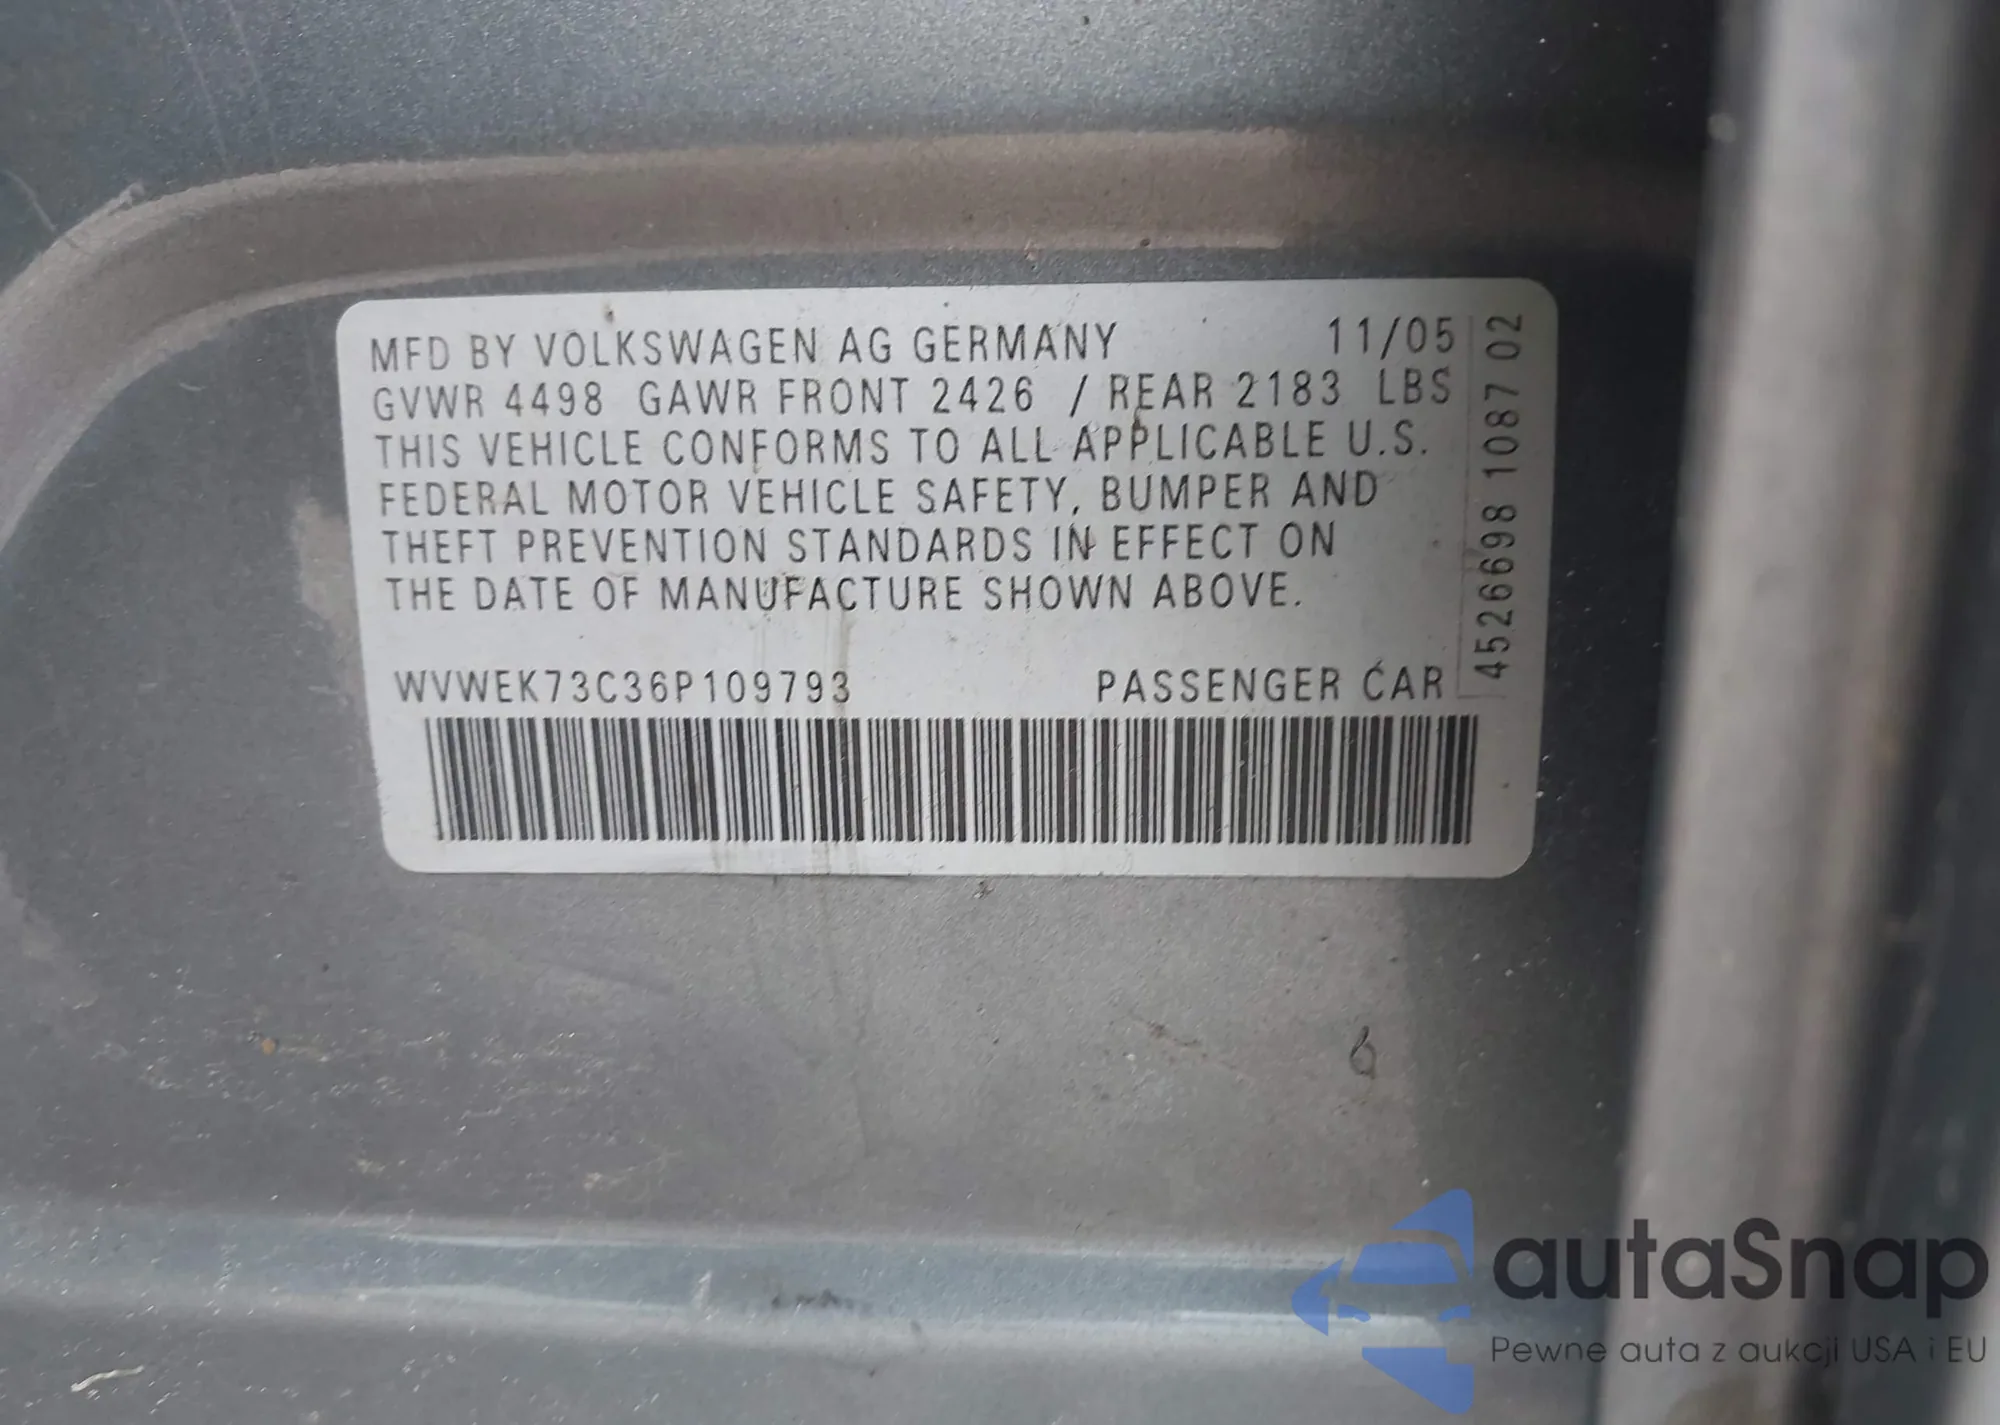 MFD BY VOLKSWAGEN AG GERMANY 11/05
GVWR 4498 GAWR FRONT 2426 / REAR 2183 LBS
THIS VEHICLE CONFORMS TO ALL APPLICABLE U.S.
FEDERAL MOTOR VEHICLE SAFETY, BUMPER AND
THEFT PREVENTION STANDARDS IN EFFECT ON
THE DATE OF MANUFACTURE SHOWN ABOVE.
WVWEK73C36P109793 PASSENGER CAR
45266698 1087 02
autaSnap
Pewne auta z aukcji USA i EU